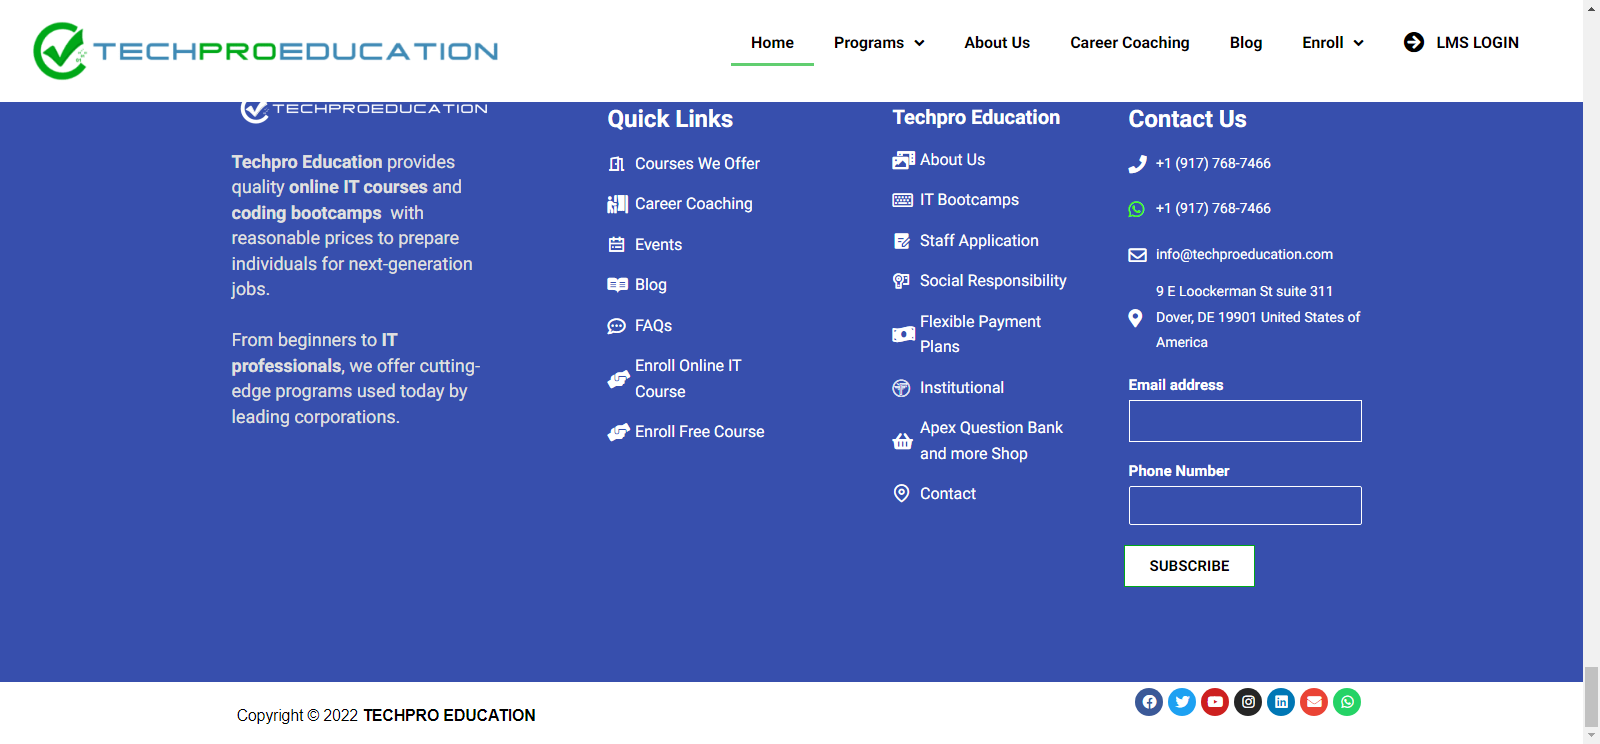 TECHPROEDUCATION
Home
Programs
About Us
Career Coaching
Blog
Enroll
LMS LOGIN
TECHPROEDUCATION
Techpro Education provides
quality online IT courses and
coding bootcamps with
reasonable prices to prepare
individuals for next-generation
jobs.
From beginners to IT
professionals, we offer cutting-
edge programs used today by
leading corporations.
Quick Links
Courses We Offer
Career Coaching
Events
Blog
FAQs
Enroll Online IT
Course
Enroll Free Course
Techpro Education
About Us
IT Bootcamps
Staff Application
Social Responsibility
Flexible Payment
Plans
Institutional
Apex Question Bank
and more Shop
Contact
Contact Us
+1 (917) 768-7466
+1 (917) 768-7466
info@techproeducation.com
9 E Loockerman St suite 311
Dover, DE 19901 United States of
America
Email address
Phone Number
SUBSCRIBE
Copyright © 2022 TECHPRO EDUCATION